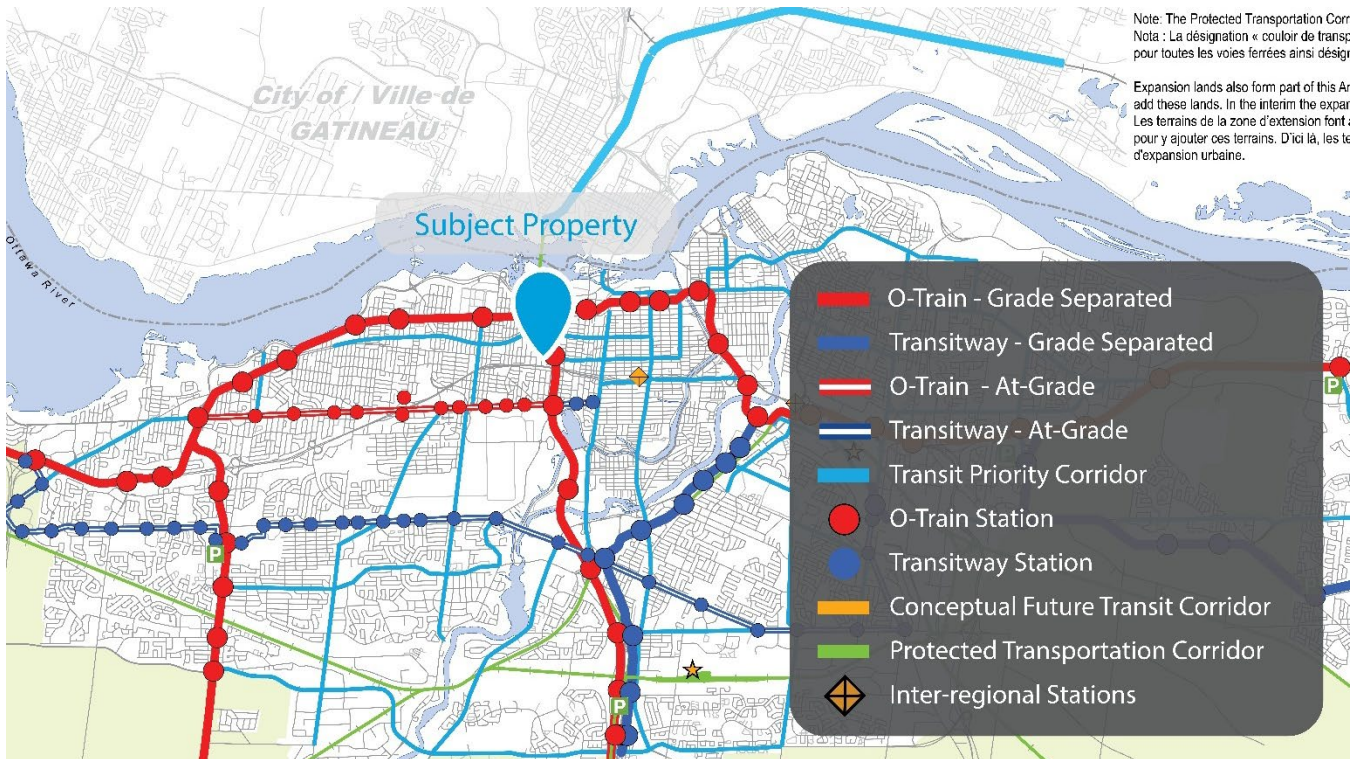 City of / Ville de
GATINEAU
Note: The Protected Transportation Corr
Nota : La désignation « couloir de transp
pour toutes les voies ferrées ainsi désign
Expansion lands also form part of this An
add these lands. In the interim the expan
Les terrains de la zone d'extension font a
pour y ajouter ces terrains. D'ici là, les te
d'expansion urbaine.
Subject Property
Ottawa River
O-Train - Grade Separated
Transitway - Grade Separated
O-Train - At-Grade
Transitway - At-Grade
Transit Priority Corridor
O-Train Station
Transitway Station
Conceptual Future Transit Corridor
Protected Transportation Corridor
Inter-regional Stations
P
P
P